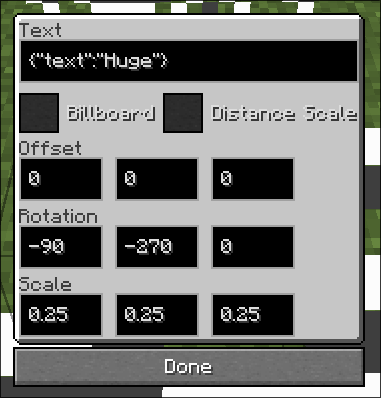 Text
{"text":"Huge"}
Billboard Distance Scale
Offset
0 0 0
Rotation
-90 -270 0
Scale
0.25 0.25 0.25
Done